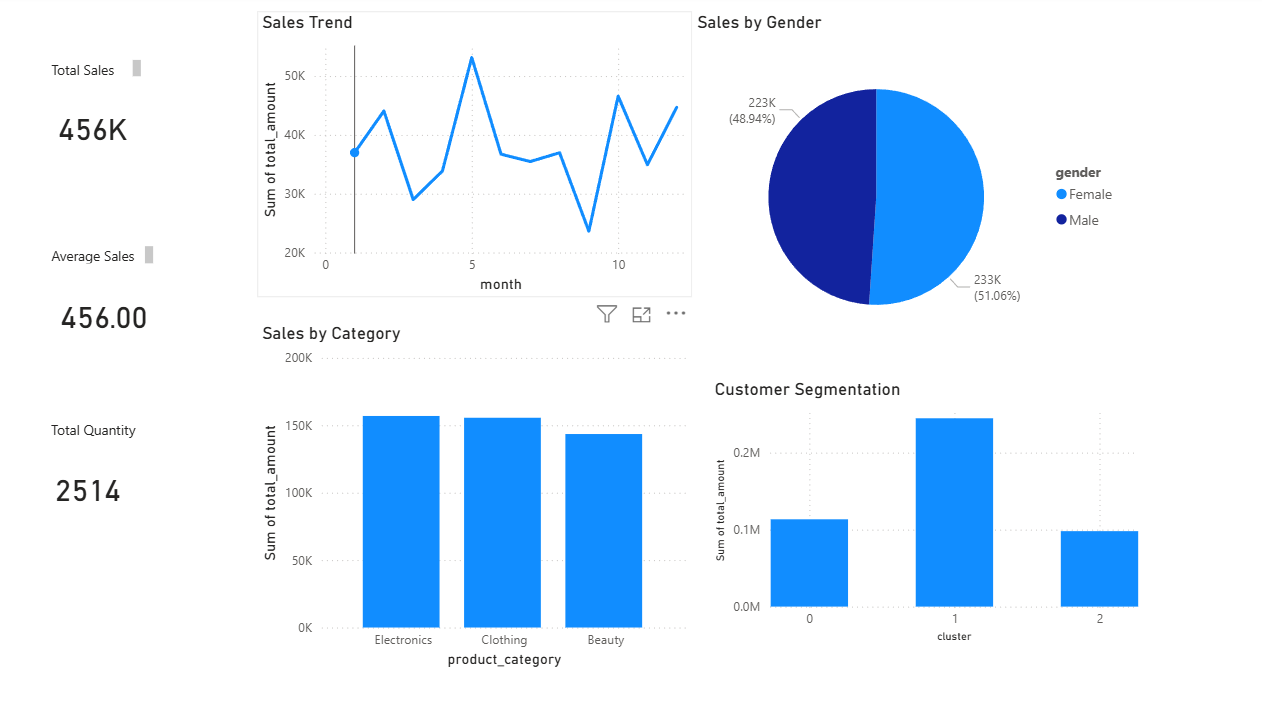 Total Sales
456K
Average Sales
456.00
Total Quantity
2514
Sales Trend
Sum of total_amount
50K
40K
30K
20K
0
5
10
month
Sales by Gender
223K
(48.94%)
233K
(51.06%)
gender
Female
Male
Sales by Category
Sum of total_amount
200K
150K
100K
50K
0K
Electronics
Clothing
Beauty
product_category
Customer Segmentation
Sum of total_amount
0.2M
0.1M
0.0M
0
1
2
cluster